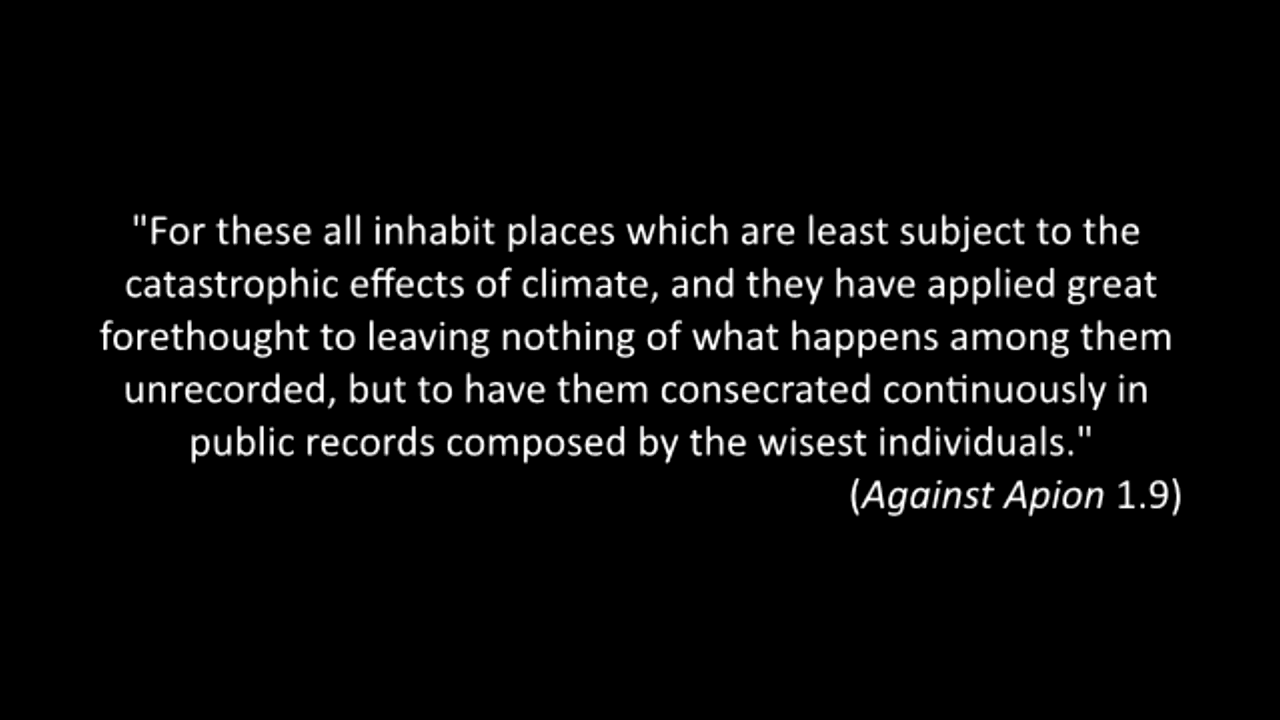 "For these all inhabit places which are least subject to the
catastrophic effects of climate, and they have applied great
forethought to leaving nothing of what happens among them
unrecorded, but to have them consecrated continuously in
public records composed by the wisest individuals."
(Against Apion 1.9)